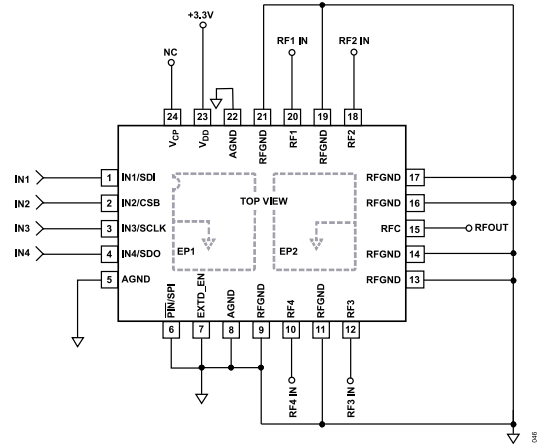 +3.3V
NC
RF1 IN
RF2 IN
24
23
22
21
20
19
18
VCP
VDD
AGND
RFGND
RF1
RFGND
RF2
IN1
1
IN1/SDI
IN2
2
IN2/CSB
IN3
3
IN3/SCLK
IN4
4
IN4/SDO
5
AGND
TOP VIEW
EP1
EP2
RFGND
17
RFGND
16
RFC
15
RFOUT
RFGND
14
RFGND
13
PIN/SPI
EXTD_EN
AGND
RFGND
RF4
RFGND
RF3
6
7
8
9
10
11
12
RF4 IN
RF3 IN
046